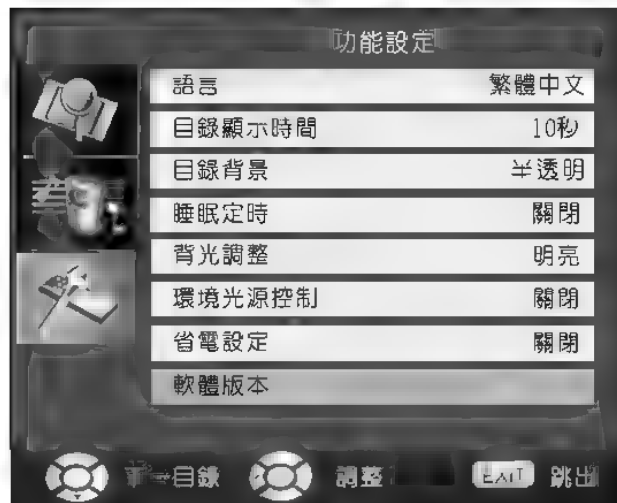 功能設定
語言 繁體中文
目錄顯示時間 10秒
目錄背景 半透明
睡眠定時 關閉
背光調整 明亮
環境光源控制 關閉
省電設定 關閉
軟體版本
目錄 調整 EXIT 跳出